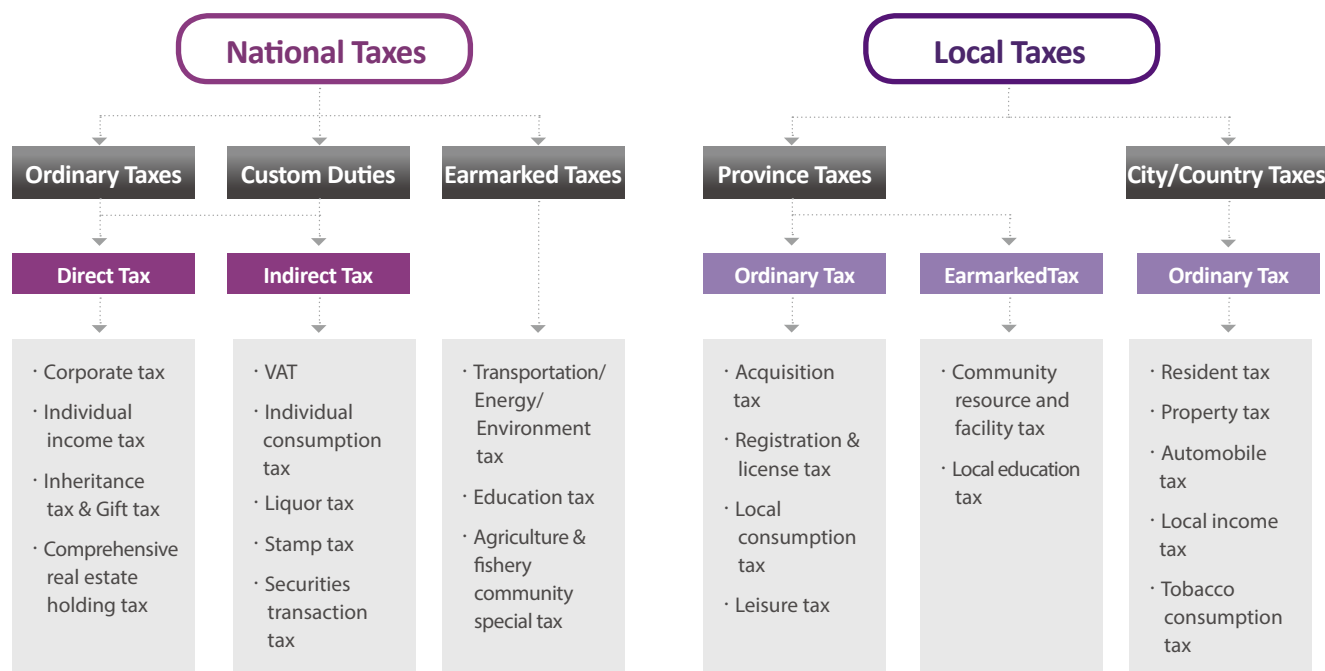 National Taxes
Local Taxes
Ordinary Taxes
Custom Duties
Earmarked Taxes
Province Taxes
City/Country Taxes
Direct Tax
Indirect Tax
Ordinary Tax
EarmarkedTax
Ordinary Tax
· Corporate tax
· Individual
income tax
· Inheritance
tax & Gift tax
· Comprehensive
real estate
holding tax
· VAT
· Individual
consumption
tax
· Liquor tax
· Stamp tax
· Securities
transaction
tax
· Transportation/
Energy/
Environment
tax
· Education tax
· Agriculture &
fishery
community
special tax
· Acquisition
tax
· Registration &
license tax
· Local
consumption
tax
· Leisure tax
· Community
resource and
facility tax
· Local education
tax
· Resident tax
· Property tax
· Automobile
tax
· Local income
tax
· Tobacco
consumption
tax